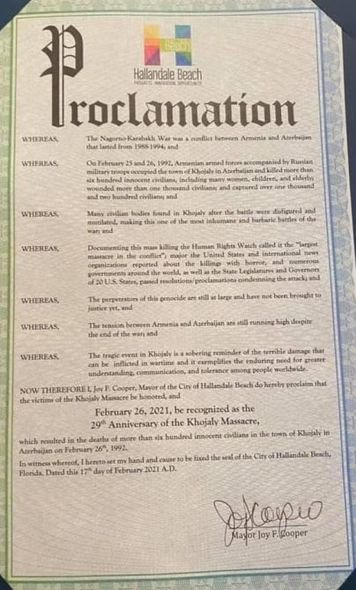 Hallandale Beach
PROGRESS. INNOVATION. OPPORTUNITY.
Proclamation
WHEREAS, The Nagorno-Karabakh War was a conflict between Armenia and Azerbaijan
that lasted from 1988-1994; and
WHEREAS, On February 25 and 26, 1992, Armenian armed forces accompanied by Russian
military troops occupied the town of Khojaly in Azerbaijan and killed more than
six hundred innocent civilians, including many women, children, and elderly;
wounded more than one thousand civilians; and captured over one thousand
and two hundred civilians; and
WHEREAS, Many civilian bodies found in Khojaly after the battle were disfigured and
mutilated, making this one of the most inhumane and barbaric battles of the
war; and
WHEREAS, Documenting this mass killing the Human Rights Watch called it the "largest
massacre in the conflict"; major the United States and international news
organizations reported about the killings with horror, and numerous
governments around the world, as well as the State Legislatures and Governors
of 20 U.S. States, passed resolutions/proclamations condemning the attack; and
WHEREAS, The perpetrators of this genocide are still at large and have not been brought to
justice yet, and
WHEREAS, The tension between Armenia and Azerbaijan are still running high despite
the end of the war; and
WHEREAS, The tragic event in Khojaly is a sobering reminder of the terrible damage that
can be inflicted in wartime and it exemplifies the enduring need for greater
understanding, communication, and tolerance among people worldwide.
NOW THEREFORE I, Joy F. Cooper, Mayor of the City of Hallandale Beach do hereby proclaim that
the victims of the Khojaly Massacre be honored, and
February 26, 2021, be recognized as the
29th Anniversary of the Khojaly Massacre,
which resulted in the deaths of more than six hundred innocent civilians in the town of Khojaly in
Azerbaijan on February 26th, 1992.
In witness whereof, I hereto set my hand and cause to be fixed the seal of the City of Hallandale Beach,
Florida. Dated this 17th day of February 2021 A.D.
Joy Cooper
Mayor Joy F. Cooper